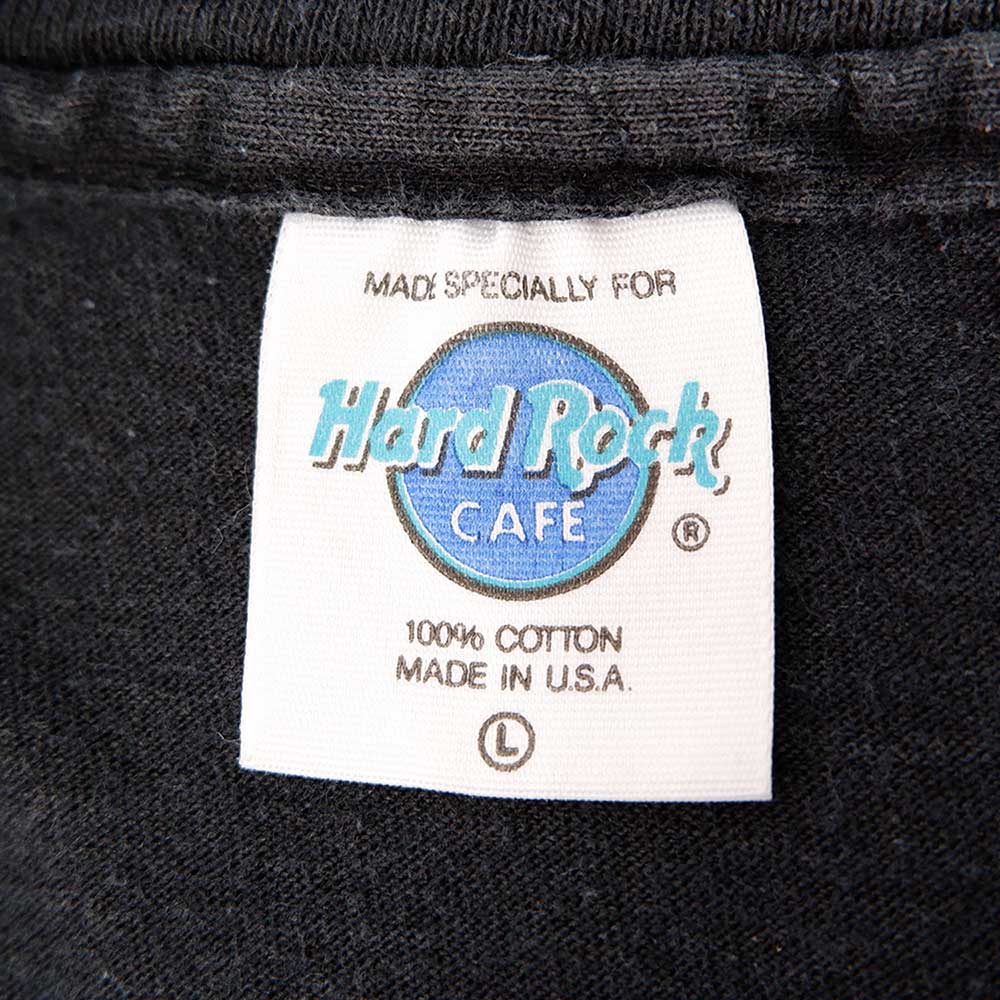 MADE SPECIALLY FOR
Hard Rock
CAFE
®
100% COTTON
MADE IN U.S.A.
L